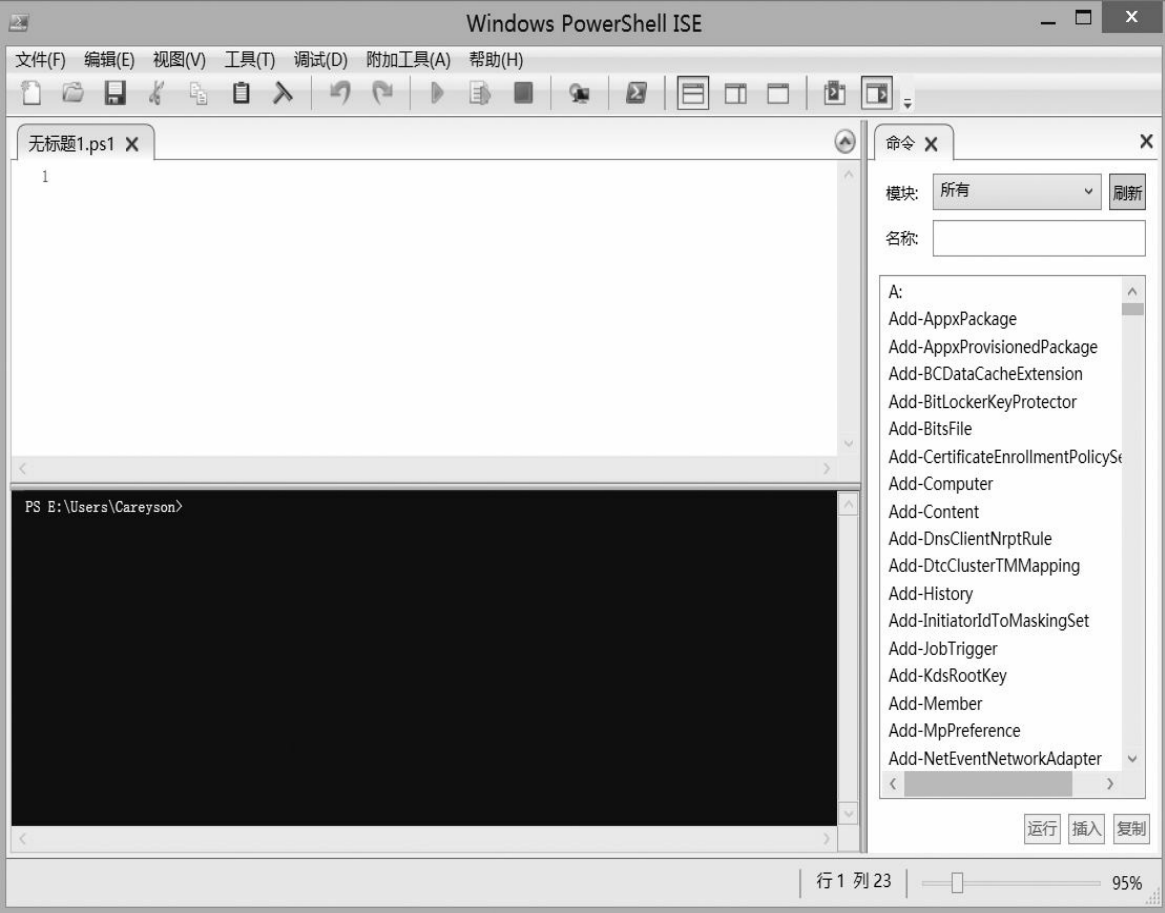 Windows PowerShell ISE
文件(F) 编辑(E) 视图(V) 工具(T) 调试(D) 附加工具(A) 帮助(H)
无标题1.ps1
1
PS E:\Users\Careyson>
命令
模块: 所有 刷新
名称:
A:
Add-AppxPackage
Add-AppxProvisionedPackage
Add-BCDataCacheExtension
Add-BitLockerKeyProtector
Add-BitsFile
Add-CertificateEnrollmentPolicySe
Add-Computer
Add-Content
Add-DnsClientNrptRule
Add-DtcClusterTMMapping
Add-History
Add-InitiatorIdToMaskingSet
Add-JobTrigger
Add-KdsRootKey
Add-Member
Add-MpPreference
Add-NetEventNetworkAdapter
运行 插入 复制
行 1 列 23 95%